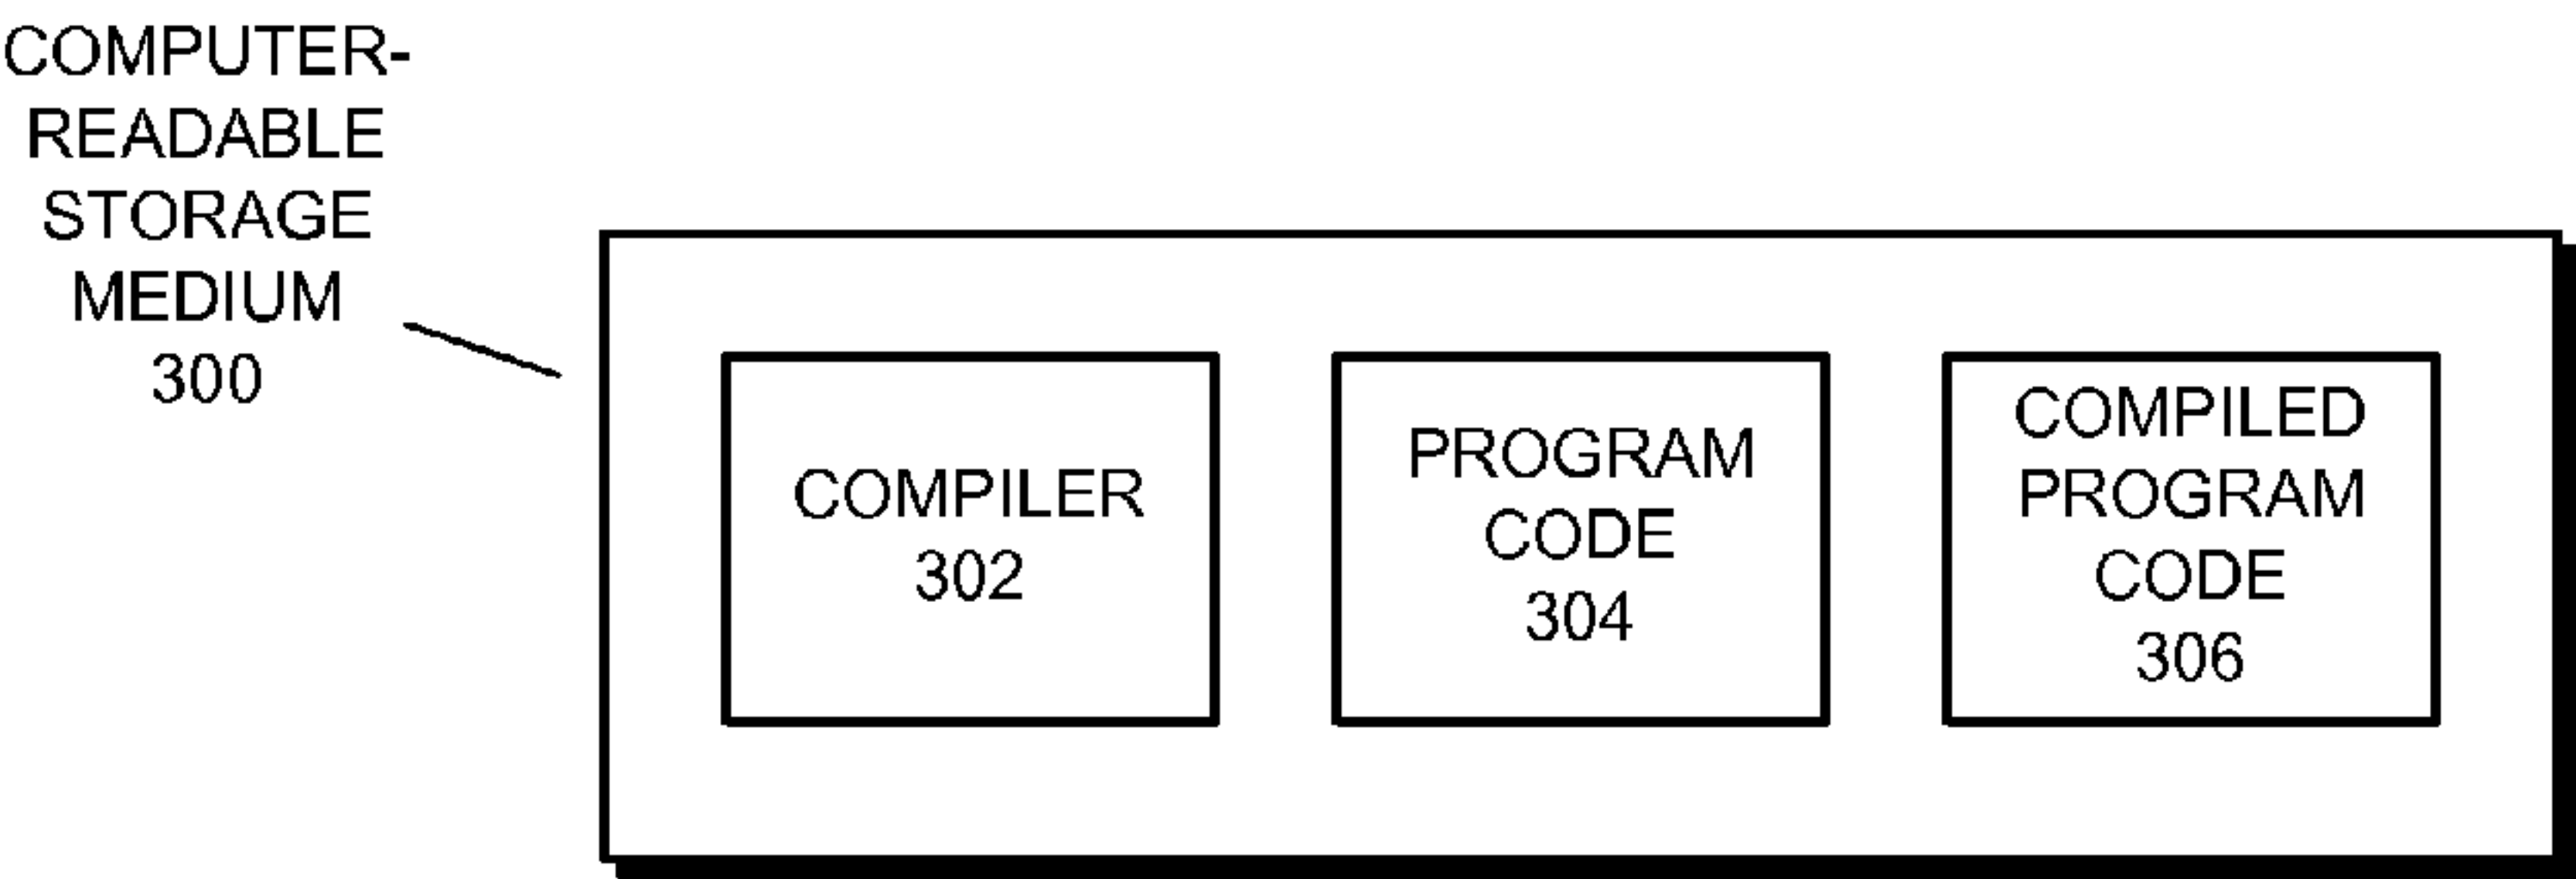 COMPUTER-
READABLE
STORAGE
MEDIUM
300
COMPILER
302
PROGRAM
CODE
304
COMPILED
PROGRAM
CODE
306